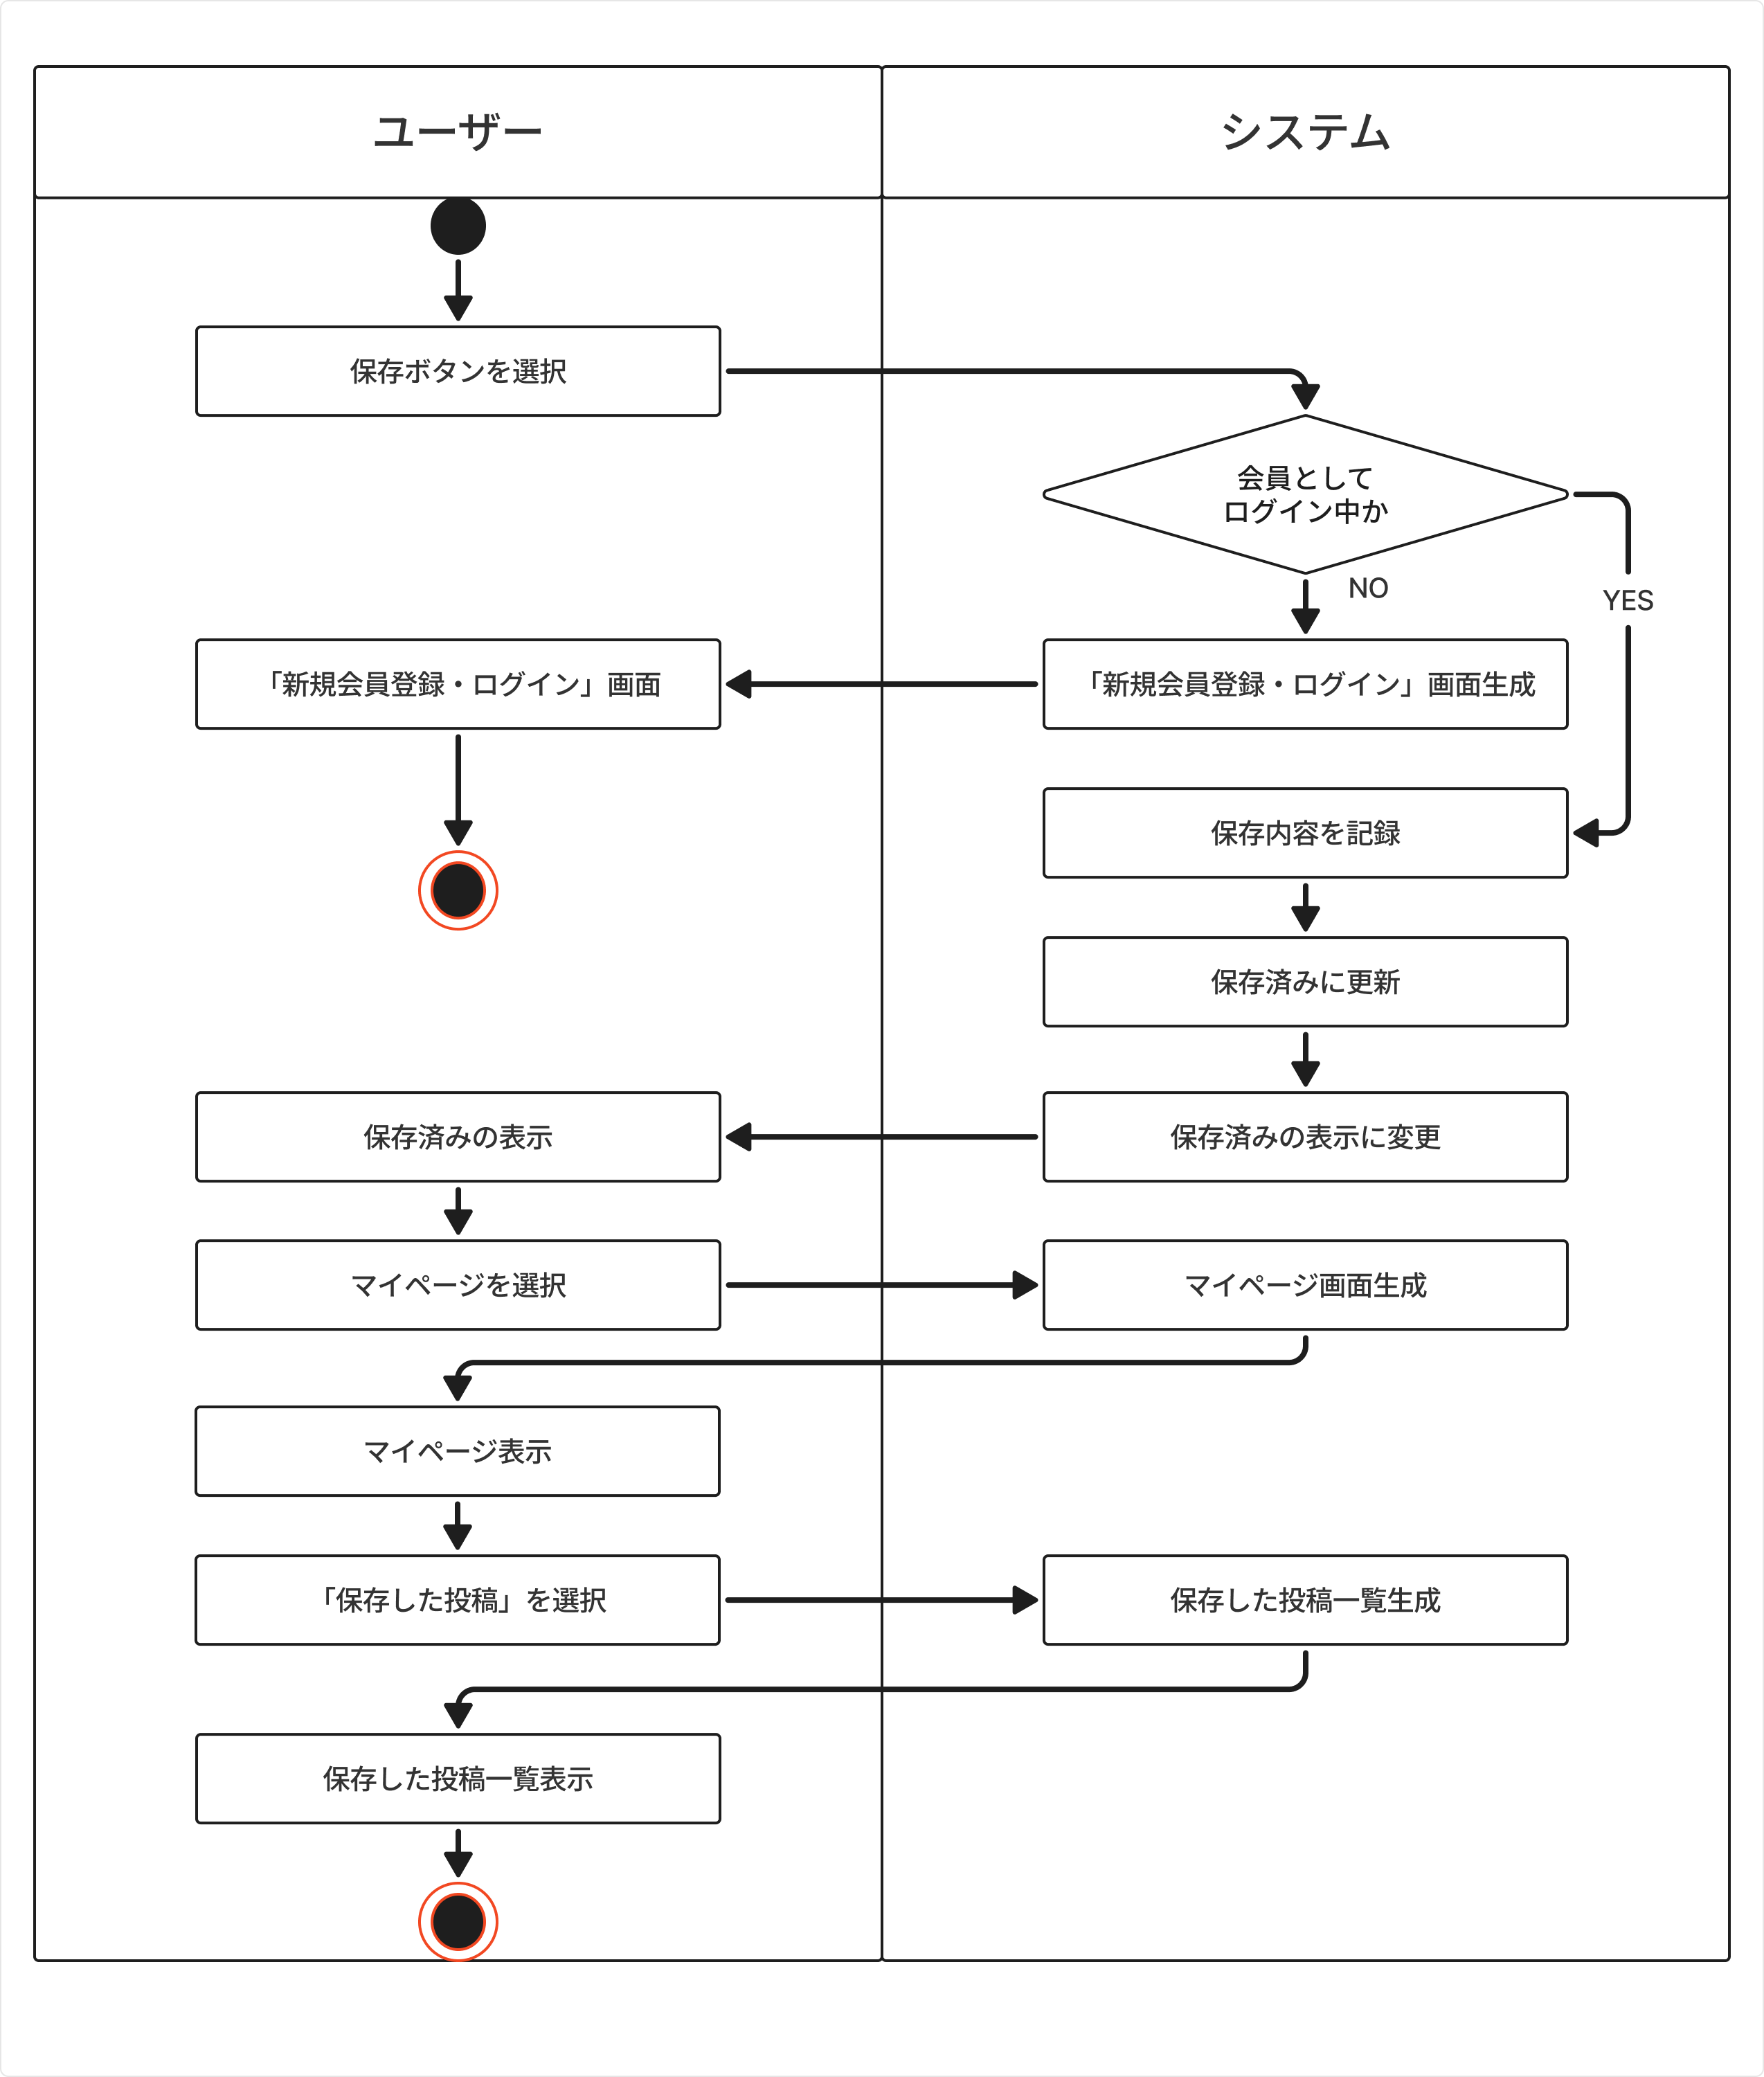 ユーザー
システム
保存ボタンを選択
会員として
ログイン中か
NO
YES
「新規会員登録・ログイン」画面
「新規会員登録・ログイン」画面生成
保存内容を記録
保存済みに更新
保存済みの表示
保存済みの表示に変更
マイページを選択
マイページ画面生成
マイページ表示
「保存した投稿」を選択
保存した投稿一覧生成
保存した投稿一覧表示